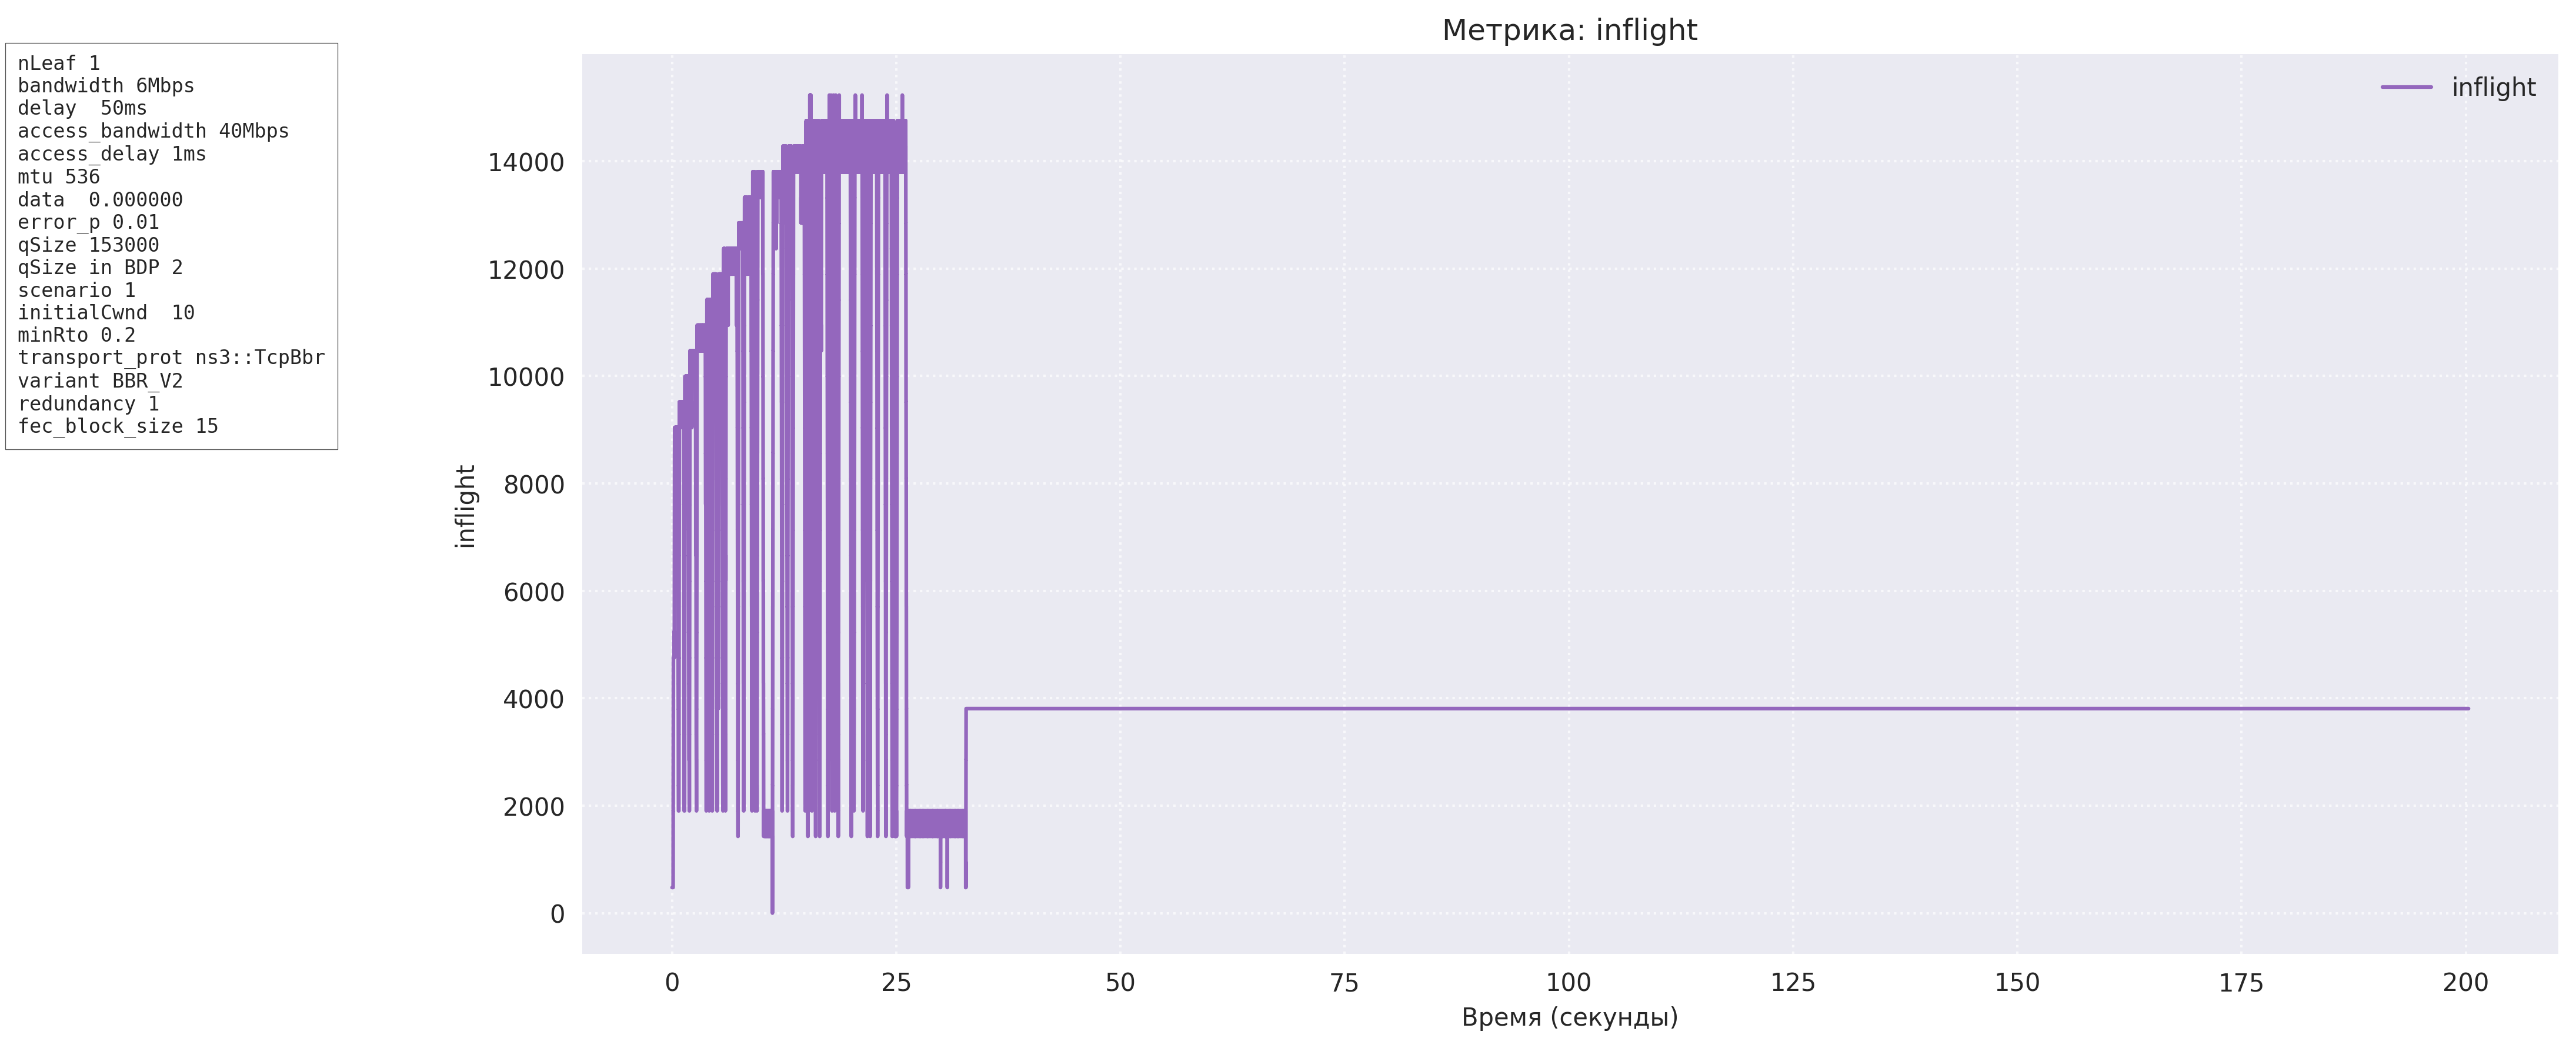 Метрика: inflight
nLeaf 1
bandwidth 6Mbps
delay  50ms
access_bandwidth 40Mbps
access_delay 1ms
mtu 536
data  0.000000
error_p 0.01
qSize 153000
qSize in BDP 2
scenario 1
initialCwnd  10
minRto 0.2
transport_prot ns3::TcpBbr
variant BBR_V2
redundancy 1
fec_block_size 15
inflight
inflight
14000
12000
10000
8000
6000
4000
2000
0
0 25 50 75 100 125 150 175 200
Время (секунды)